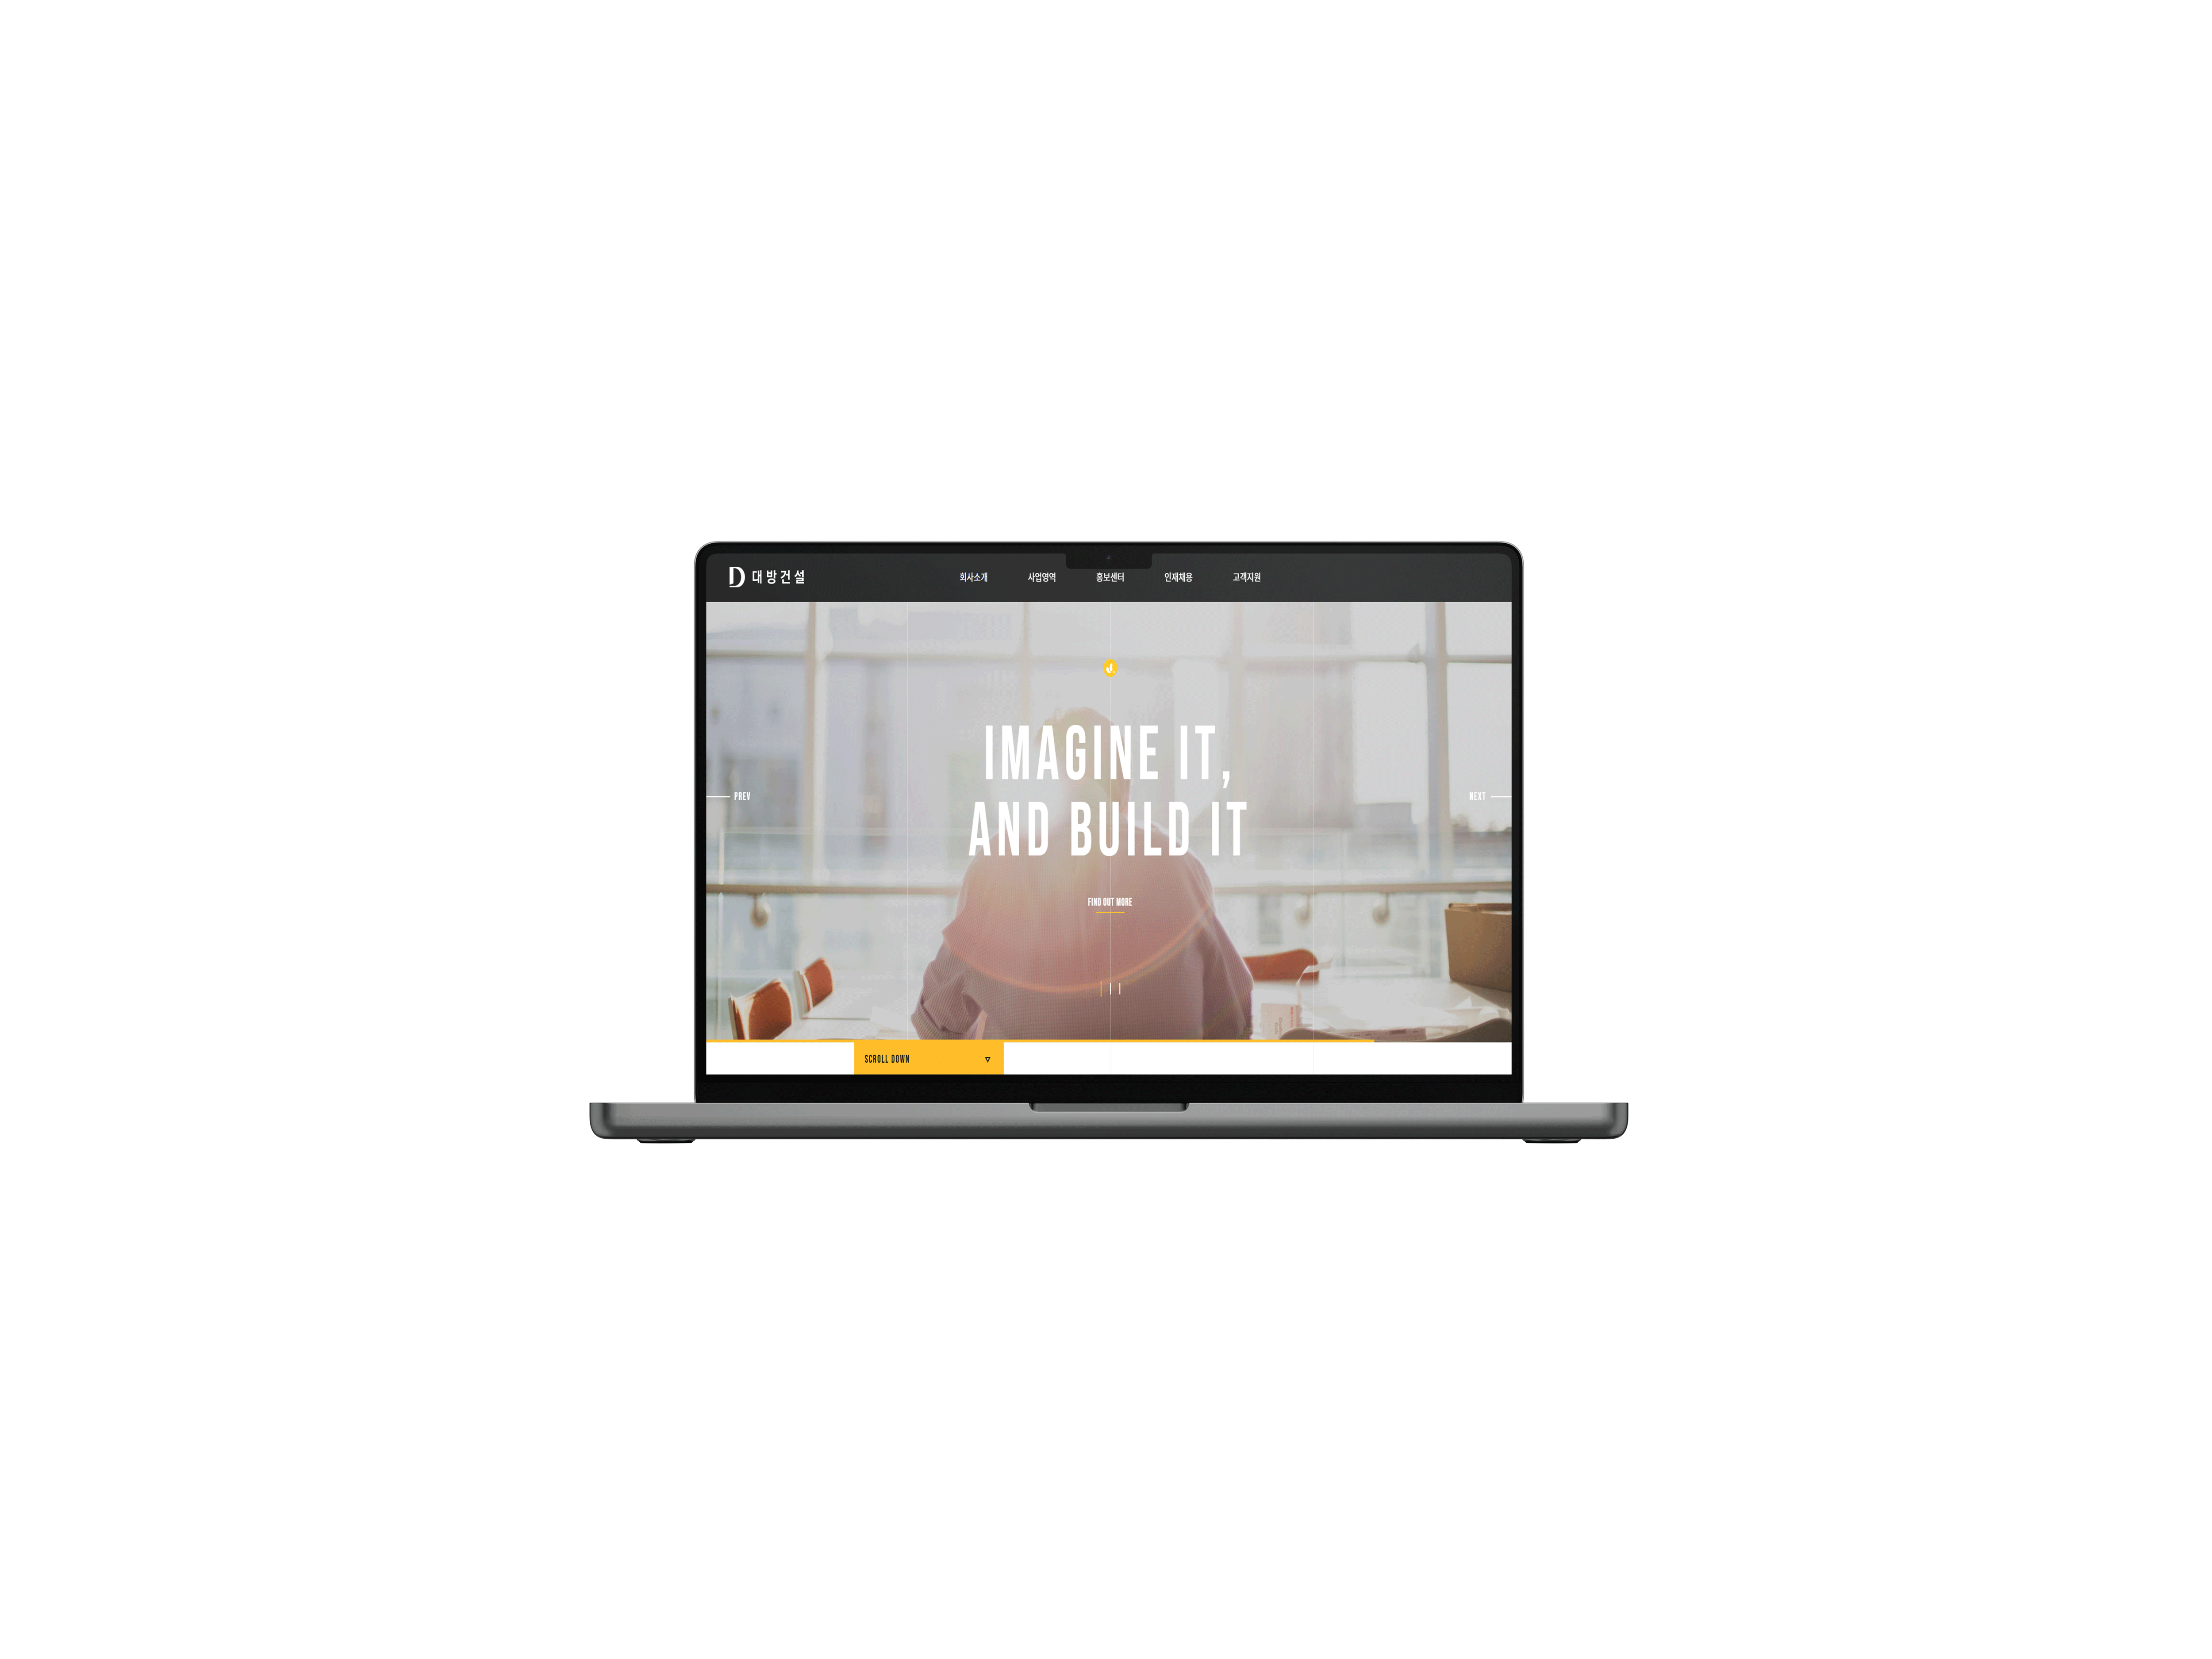 D 대방건설
회사소개 사업영역 홍보센터 인재채용 고객지원
IMAGINE IT,
AND BUILD IT
PREV
NEXT
FIND OUT MORE
SCROLL DOWN